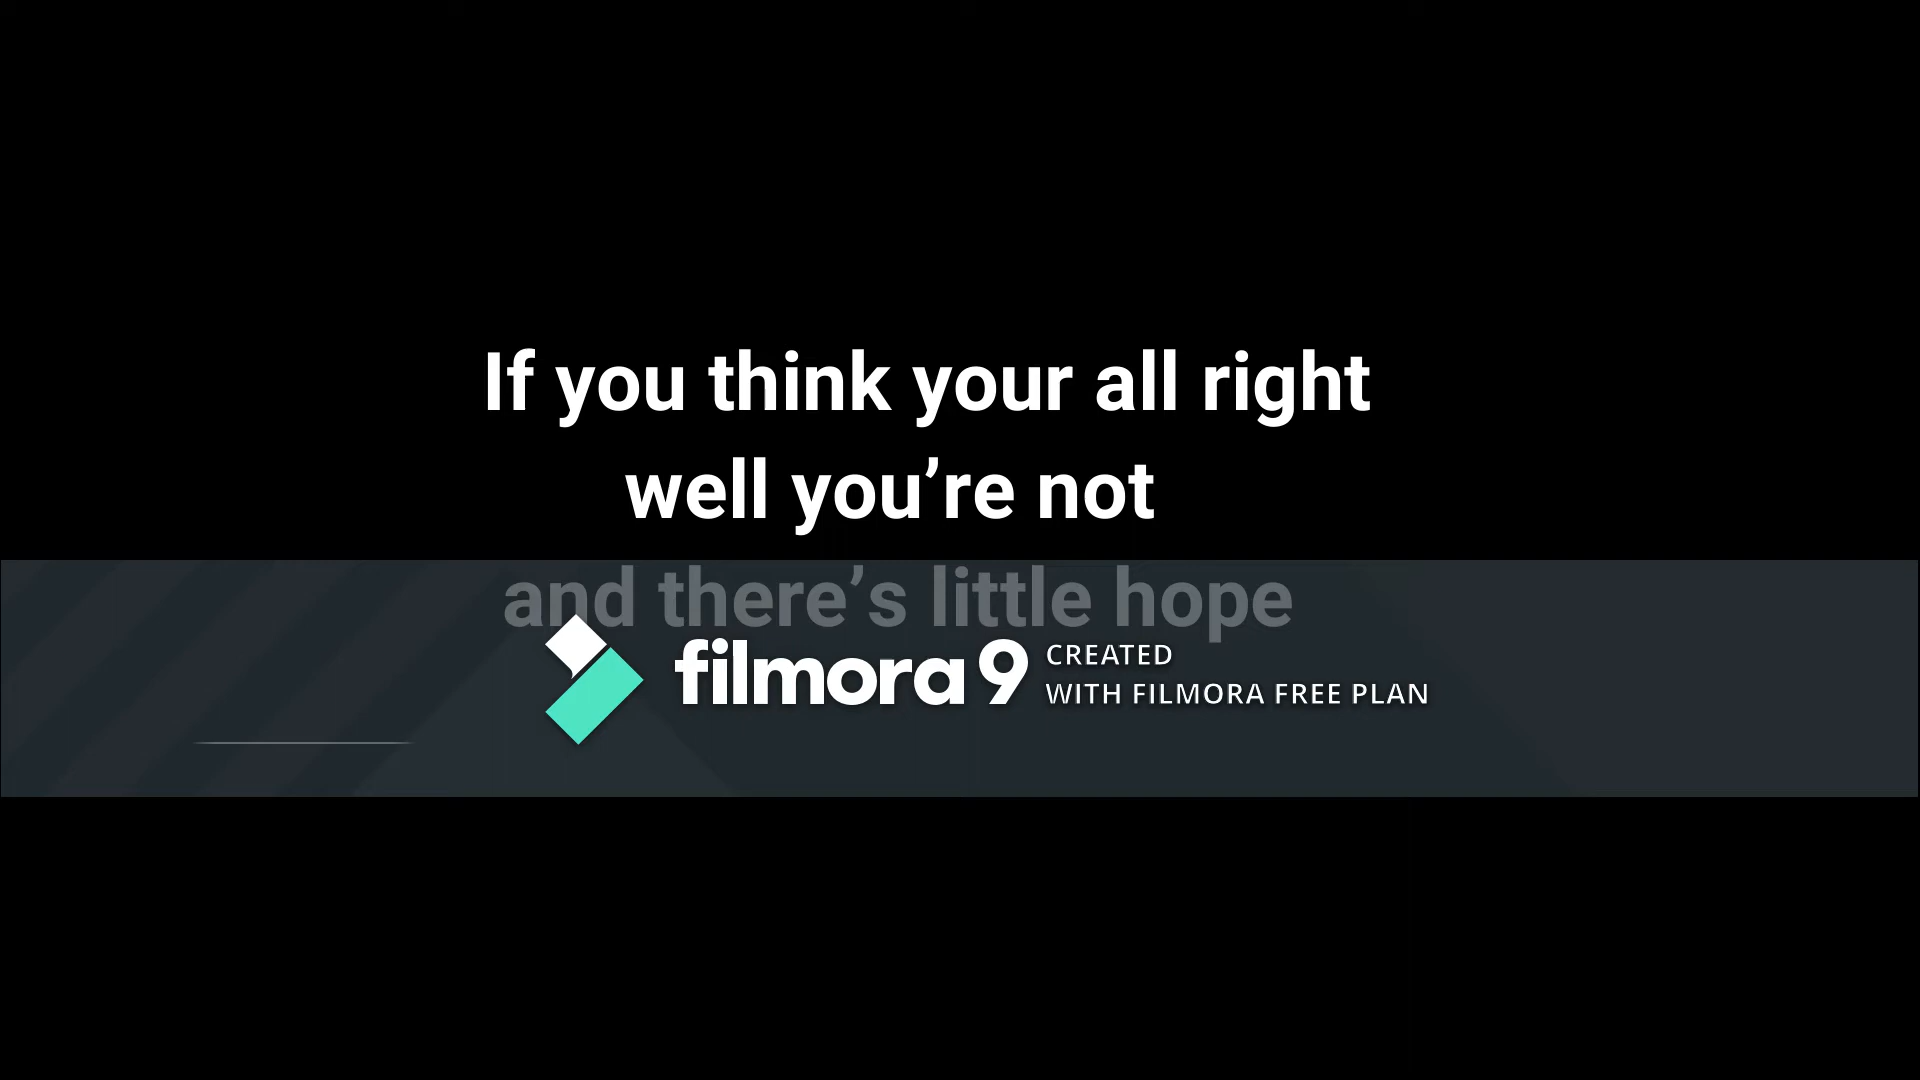 If you think your all right
well you’re not
and there’s little hope
filmora 9
CREATED
WITH FILMORA FREE PLAN